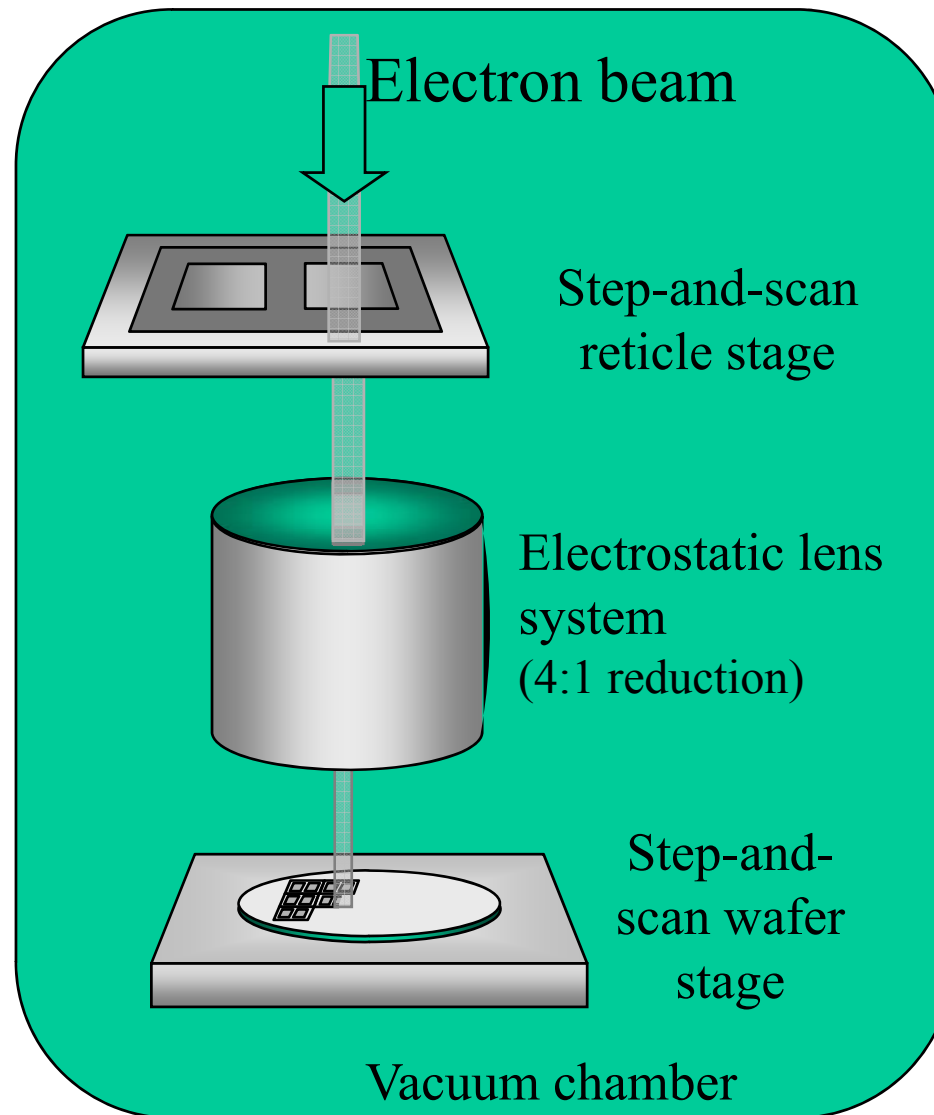 Electron beam
Step-and-scan
reticle stage
Electrostatic lens
system
(4:1 reduction)
Step-and-
scan wafer
stage
Vacuum chamber